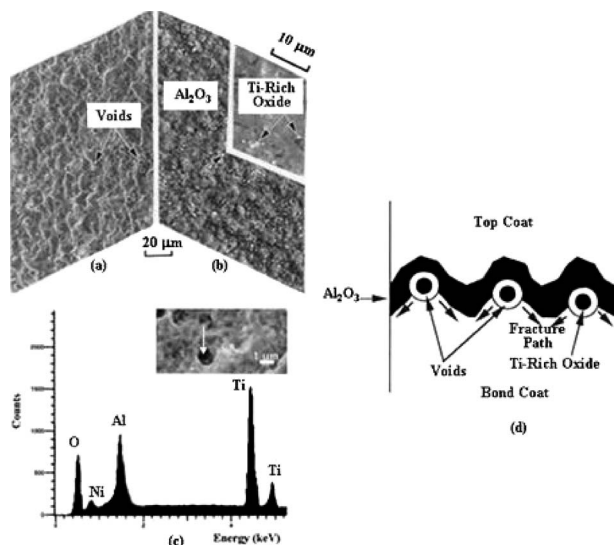 10 μm
Al₂O₃
Ti-Rich
Oxide
Voids
20 μm
(a)
(b)
Top Coat
Al₂O₃
Fracture
Path
Voids
Ti-Rich Oxide
Bond Coat
(d)
1 μm
Counts
O
Ni
Al
Ti
Ti
(c)
Energy (keV)